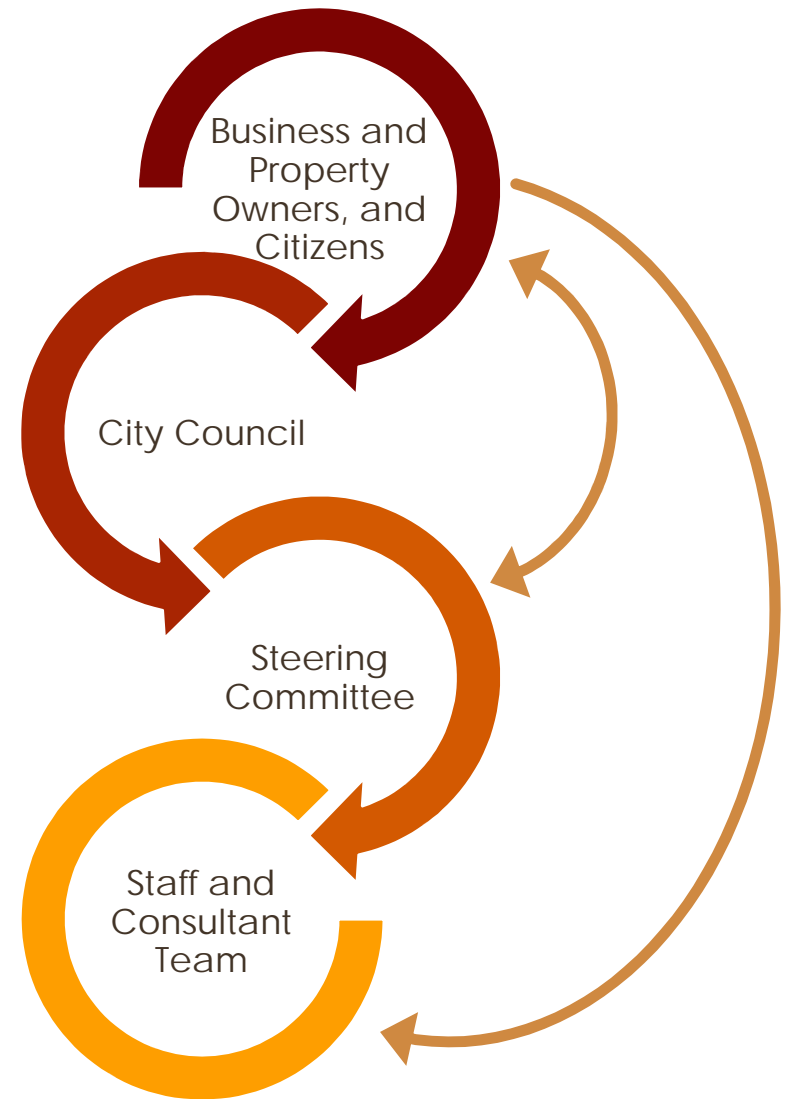 Business and
Property
Owners, and
Citizens
City Council
Steering
Committee
Staff and
Consultant
Team